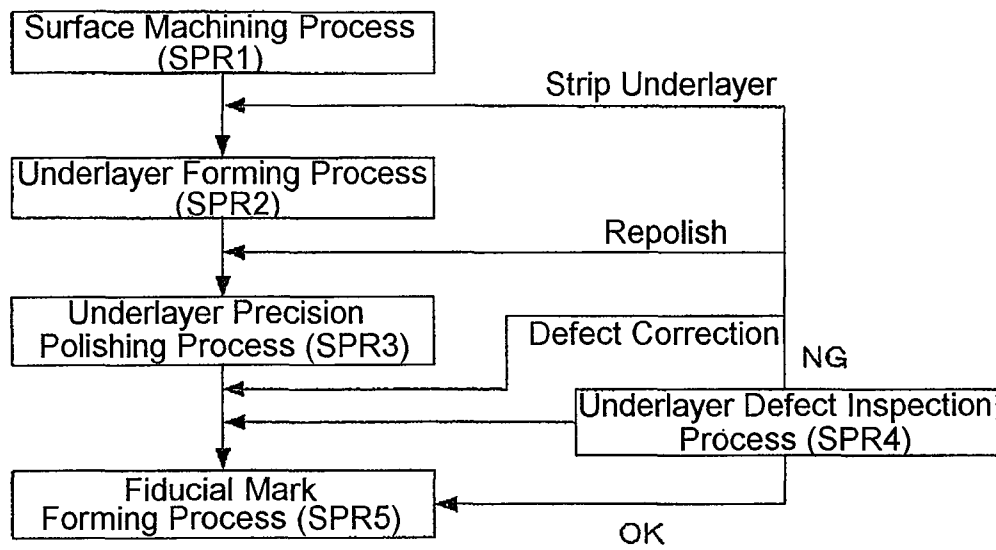 Surface Machining Process
(SPR1)
Strip Underlayer
Underlayer Forming Process
(SPR2)
Repolish
Underlayer Precision
Polishing Process (SPR3)
Defect Correction
NG
Underlayer Defect Inspection
Process (SPR4)
Fiducial Mark
Forming Process (SPR5)
OK